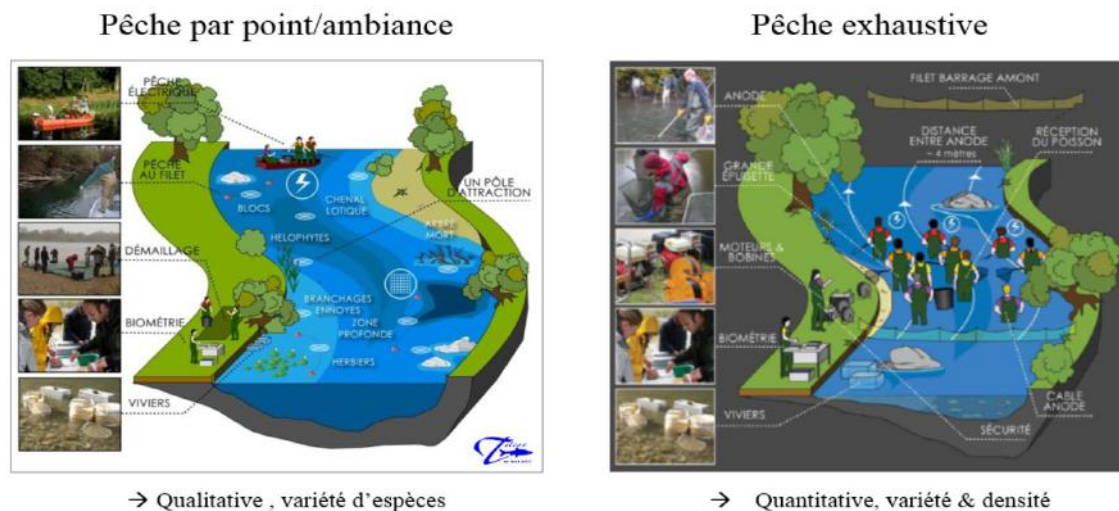 Pêche par point/ambiance
PÊCHE
ÉLECTRIQUE
PÊCHE
AU FILET
UN PÔLE
D'ATTRACTION
BLOCS
CHENAL
LOTIQUE
HELOPHYTES
ARBRE
MORT
DÉMAILLAGE
BRANCHAGES
ENNOYES
ZONE
PROFONDE
BIOMÉTRIE
HERBIERS
VIVIERS
→ Qualitative , variété d'espèces
Pêche exhaustive
FILET BARRAGE AMONT
ANODE
DISTANCE
ENTRE ANODE
~ 4 mètres
RÉCEPTION
DU POISSON
GRANDE
ÉPUISETTE
MOTEURS &
BOBINES
BIOMÉTRIE
VIVIERS
CABLE
ANODE
SÉCURITÉ
→ Quantitative, variété & densité